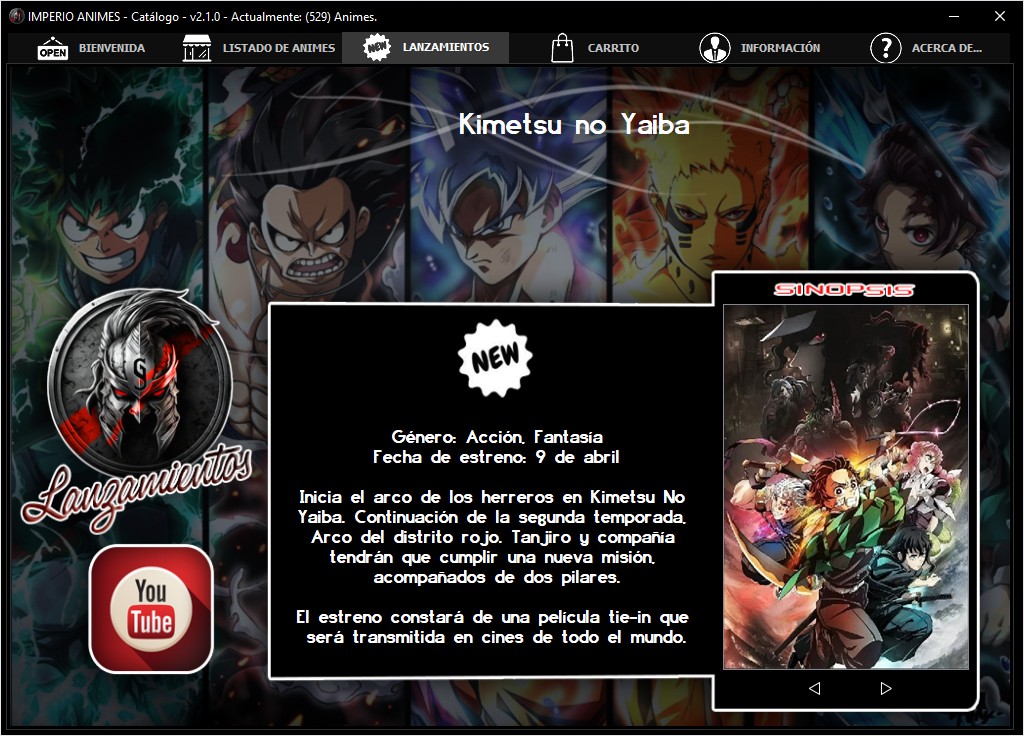 IMPERIO ANIMES - Catálogo - v2.1.0 - Actualmente: (529) Animes.
OPEN BIENVENIDA
LISTADO DE ANIMES
NEW LANZAMIENTOS
CARRITO
INFORMACIÓN
? ACERCA DE...
Kimetsu no Yaiba
SINOPSIS
NEW
Género: Acción, Fantasía
Fecha de estreno: 9 de abril
Inicia el arco de los herreros en Kimetsu No
Yaiba. Continuación de la segunda temporada,
Arco del distrito rojo. Tanjiro y compañía
tendrán que cumplir una nueva misión,
acompañados de dos pilares.
El estreno constará de una película tie-in que
será transmitida en cines de todo el mundo.
Lanzamientos
You
Tube